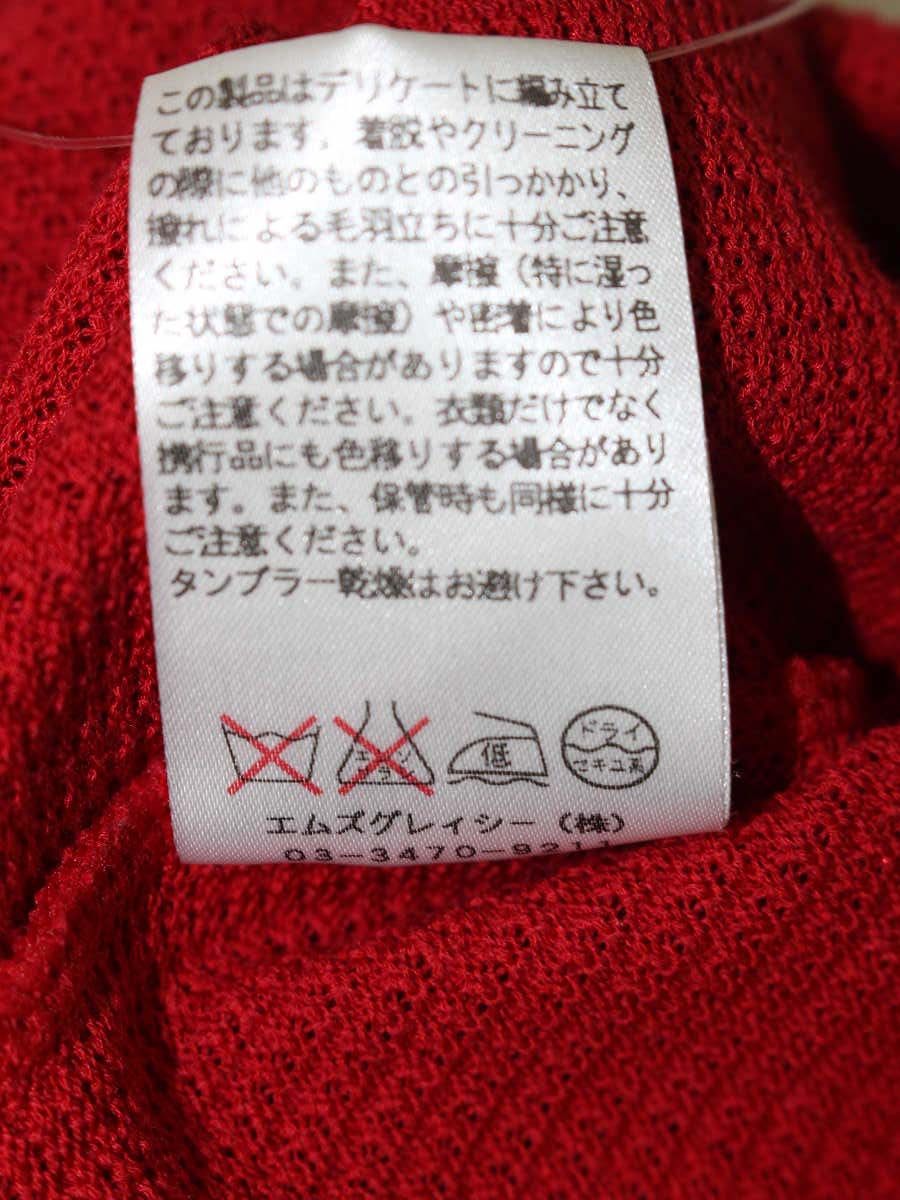 この製品はデリケートに編み立て
ております。着脱やクリーニング
の際に他のものとの引っかかり、
擦れによる毛羽立ちに十分ご注意
ください。また、摩擦（特に湿っ
た状態での摩擦）や密着により色
移りする場合がありますので十分
ご注意ください。衣類だけでなく
携行品にも色移りする場合があり
ます。また、保管時も同様に十分
ご注意ください。
タンブラー乾燥はお避け下さい。
エンソ
サラシ
低
ドライ
セキユ系
エムズグレイシー（株）
03-3470-9211